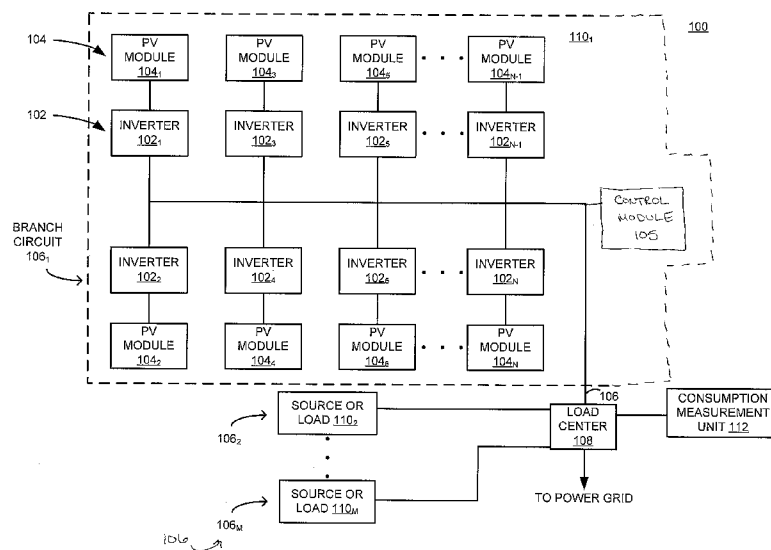 100
110₁
104
PV MODULE 104₁
PV MODULE 104₃
PV MODULE 104₅
PV MODULE 104N-1
102
INVERTER 102₁
INVERTER 102₃
INVERTER 102₅
INVERTER 102N-1
CONTROL MODULE 105
BRANCH CIRCUIT 106₁
INVERTER 102₂
INVERTER 102₄
INVERTER 102₆
INVERTER 102N
PV MODULE 104₂
PV MODULE 104₄
PV MODULE 104₆
PV MODULE 104N
106
106₂
SOURCE OR LOAD 110₂
LOAD CENTER 108
CONSUMPTION MEASUREMENT UNIT 112
106M
SOURCE OR LOAD 110M
TO POWER GRID
106